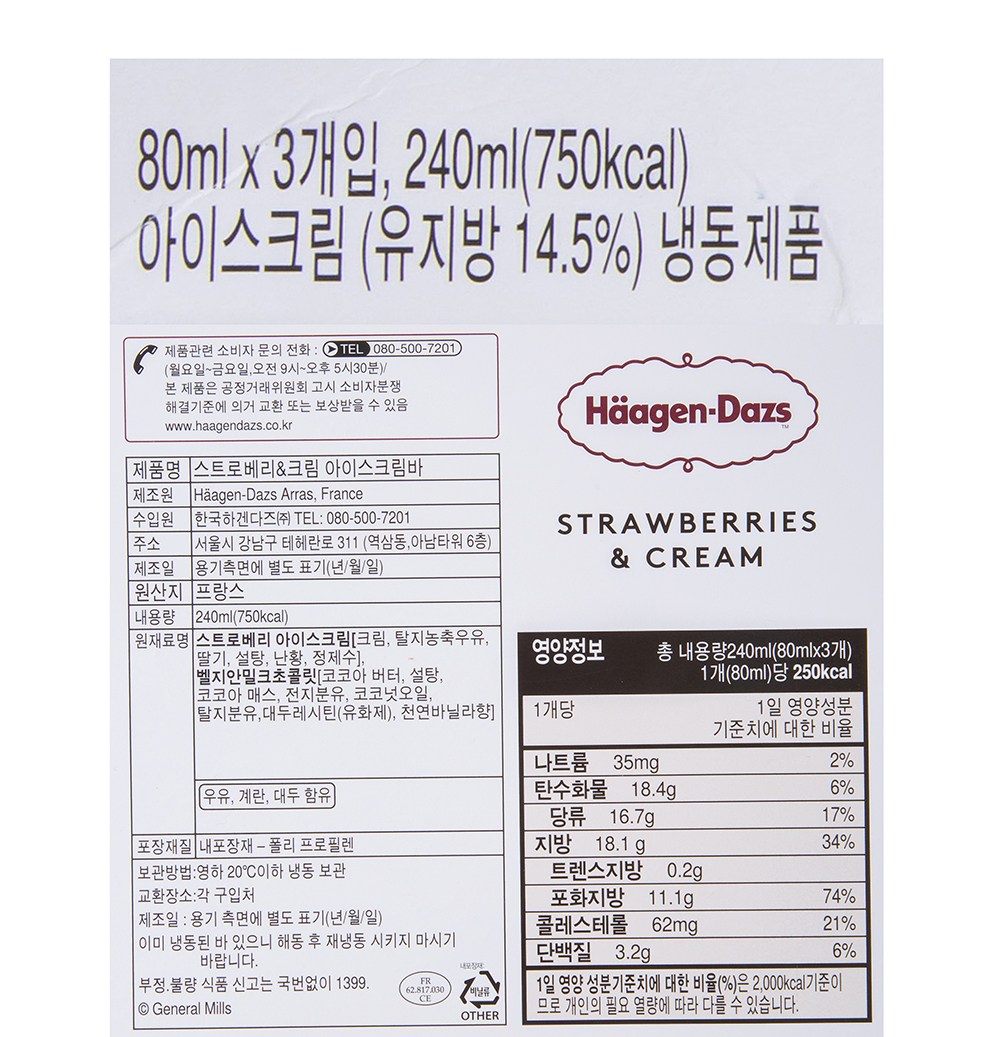 80ml x 3개입, 240ml(750kcal)
아이스크림 (유지방 14.5%) 냉동제품
제품관련 소비자 문의 전화 : TEL 080-500-7201
(월요일~금요일,오전 9시~오후 5시30분)/
본 제품은 공정거래위원회 고시 소비자분쟁
해결기준에 의거 교환 또는 보상받을 수 있음
www.haagendazs.co.kr
제품명 스트로베리&크림 아이스크림바
제조원 Häagen-Dazs Arras, France
수입원 한국하겐다즈㈜ TEL: 080-500-7201
주소 서울시 강남구 테헤란로 311 (역삼동,아남타워 6층)
제조일 용기측면에 별도 표기(년/월/일)
원산지 프랑스
내용량 240ml(750kcal)
원재료명 스트로베리 아이스크림[크림, 탈지농축우유,
딸기, 설탕, 난황, 정제수],
벨지안밀크초콜릿[코코아 버터, 설탕,
코코아 매스, 전지분유, 코코넛오일,
탈지분유,대두레시틴(유화제), 천연바닐라향]
우유, 계란, 대두 함유
포장재질 내포장재 – 폴리 프로필렌
보관방법:영하 20℃이하 냉동 보관
교환장소:각 구입처
제조일 : 용기 측면에 별도 표기(년/월/일)
이미 냉동된 바 있으니 해동 후 재냉동 시키지 마시기
바랍니다.
부정.불량 식품 신고는 국번없이 1399.
© General Mills
FR
62.817.030
CE
내포장재:
비닐류
OTHER
Häagen-Dazs
TM
STRAWBERRIES
& CREAM
영양정보 총 내용량240ml(80mlx3개)
1개(80ml)당 250kcal
1개당 1일 영양성분
기준치에 대한 비율
나트륨 35mg 2%
탄수화물 18.4g 6%
당류 16.7g 17%
지방 18.1 g 34%
트렌스지방 0.2g
포화지방 11.1g 74%
콜레스테롤 62mg 21%
단백질 3.2g 6%
1일 영양 성분기준치에 대한 비율(%)은 2,000kcal기준이
므로 개인의 필요 열량에 따라 다를 수 있습니다.